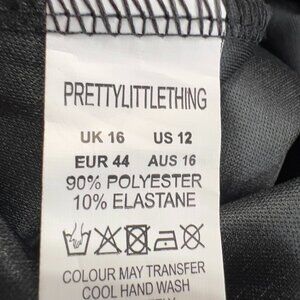 PRETTYLITTLETHING
UK 16 US 12
EUR 44 AUS 16
90% POLYESTER
10% ELASTANE
COLOUR MAY TRANSFER
COOL HAND WASH